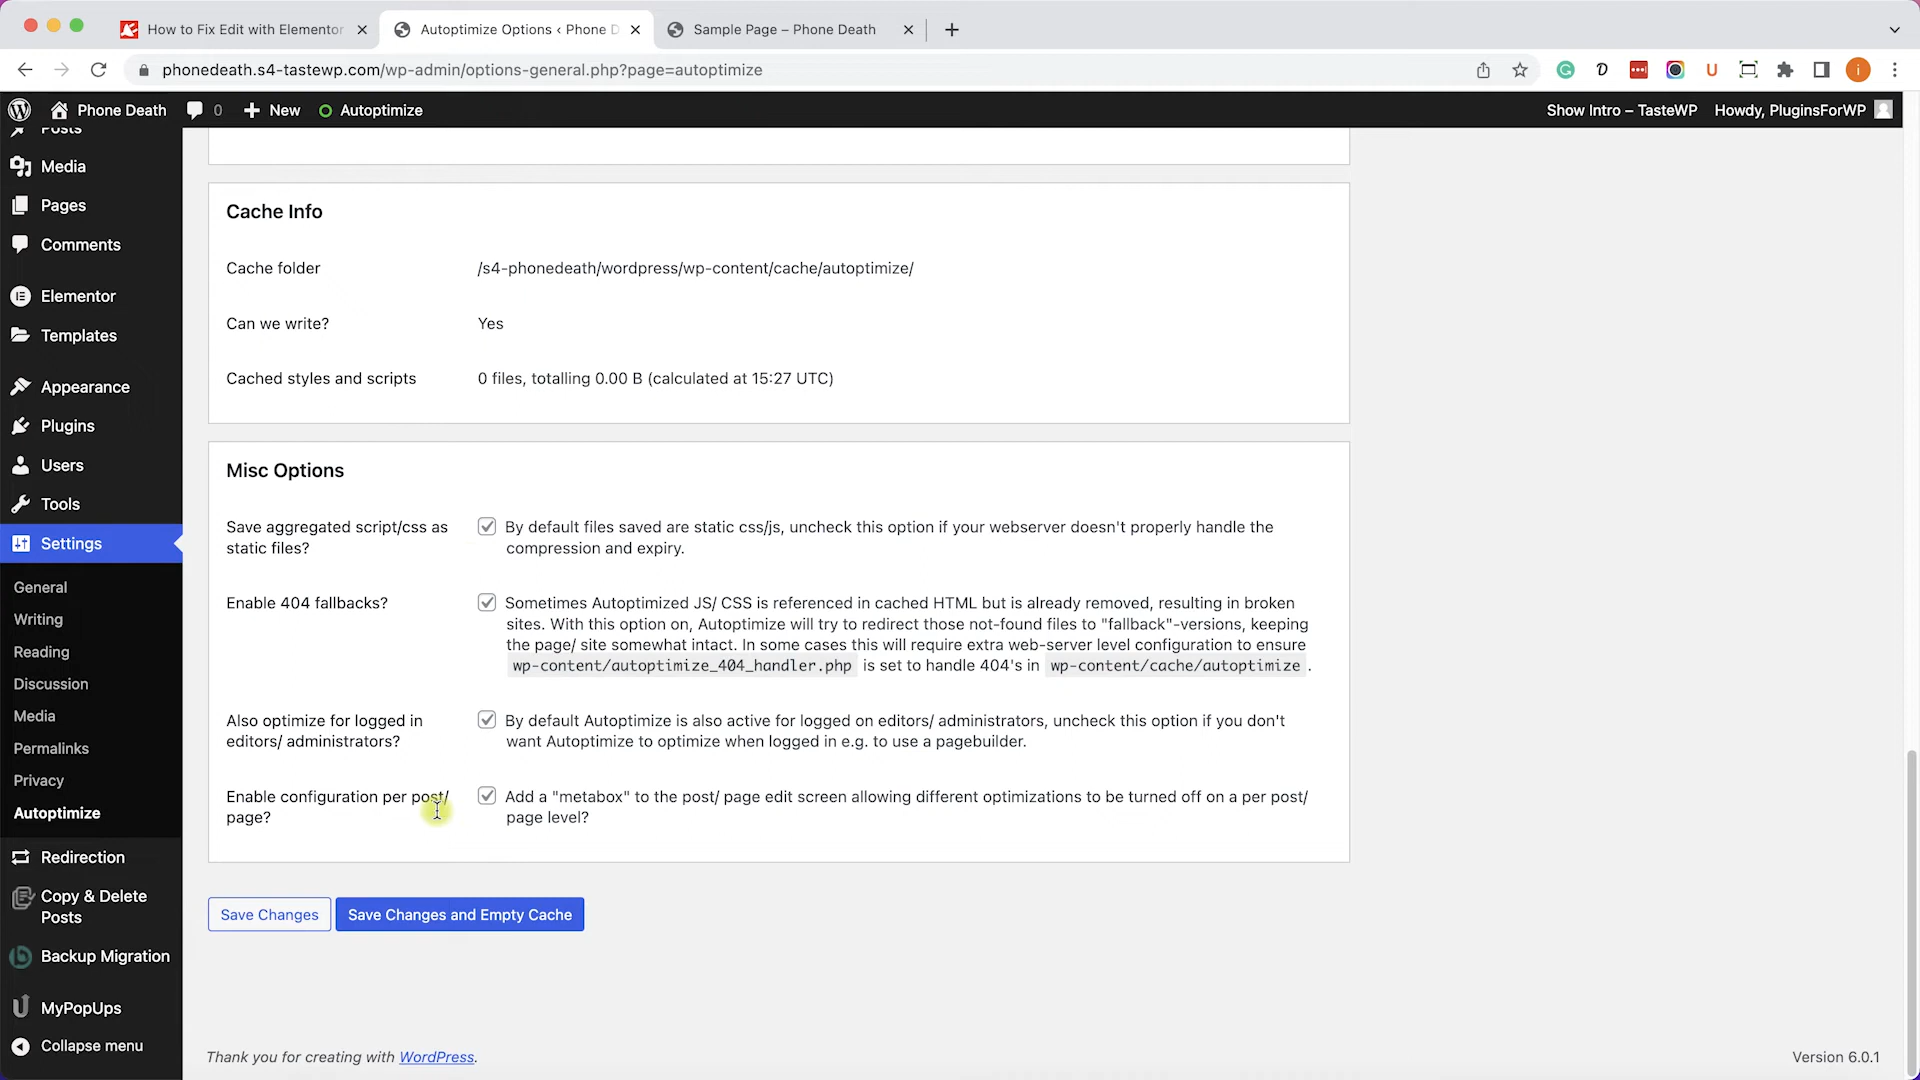 How to Fix Edit with Elementor
Autoptimize Options ‹ Phone D
Sample Page – Phone Death
phonedeath.s4-tastewp.com/wp-admin/options-general.php?page=autoptimize
Phone Death
0
New
Autoptimize
Show Intro – TasteWP
Howdy, PluginsForWP
Posts
Media
Pages
Comments
Elementor
Templates
Appearance
Plugins
Users
Tools
Settings
General
Writing
Reading
Discussion
Media
Permalinks
Privacy
Autoptimize
Redirection
Copy & Delete
Posts
Backup Migration
MyPopUps
Collapse menu
Cache Info
Cache folder
/s4-phonedeath/wordpress/wp-content/cache/autoptimize/
Can we write?
Yes
Cached styles and scripts
0 files, totalling 0.00 B (calculated at 15:27 UTC)
Misc Options
Save aggregated script/css as
static files?
By default files saved are static css/js, uncheck this option if your webserver doesn't properly handle the
compression and expiry.
Enable 404 fallbacks?
Sometimes Autoptimized JS/ CSS is referenced in cached HTML but is already removed, resulting in broken
sites. With this option on, Autoptimize will try to redirect those not-found files to "fallback"-versions, keeping
the page/ site somewhat intact. In some cases this will require extra web-server level configuration to ensure
wp-content/autoptimize_404_handler.php is set to handle 404's in wp-content/cache/autoptimize .
Also optimize for logged in
editors/ administrators?
By default Autoptimize is also active for logged on editors/ administrators, uncheck this option if you don't
want Autoptimize to optimize when logged in e.g. to use a pagebuilder.
Enable configuration per post/
page?
Add a "metabox" to the post/ page edit screen allowing different optimizations to be turned off on a per post/
page level?
Save Changes
Save Changes and Empty Cache
Thank you for creating with WordPress.
Version 6.0.1